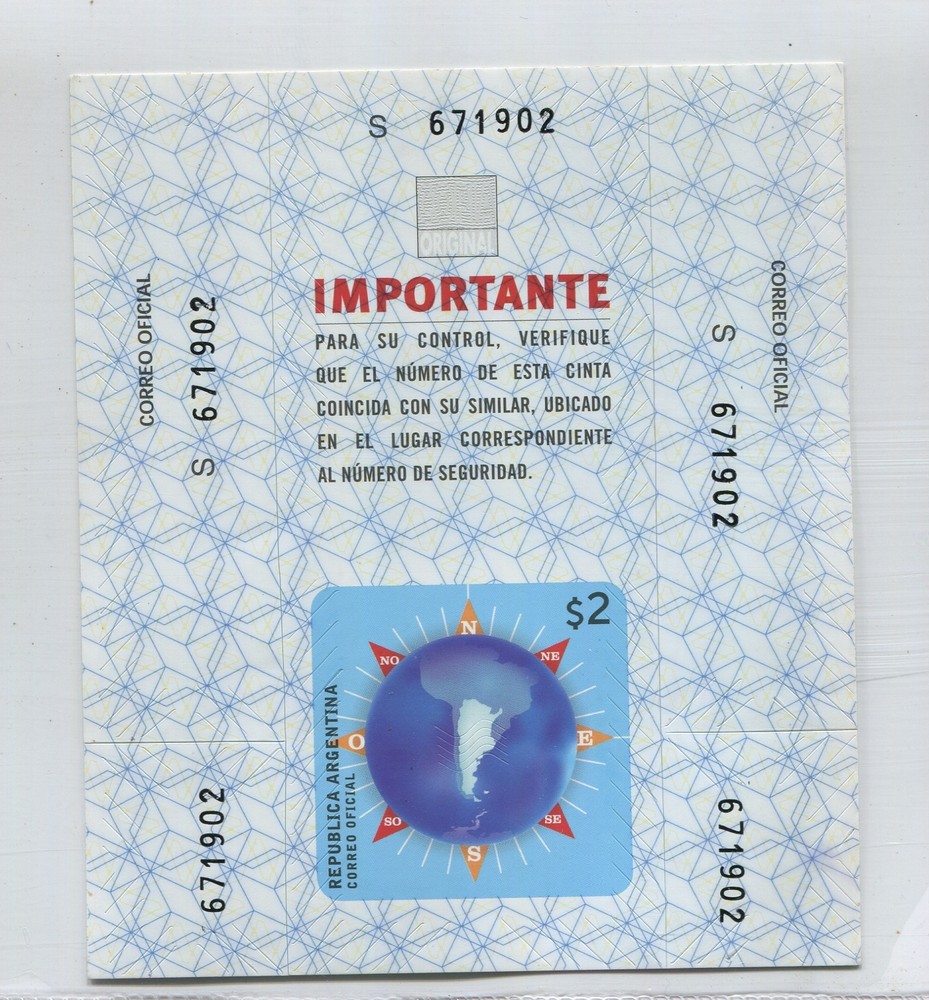 S 671902
ORIGINAL
IMPORTANTE
PARA SU CONTROL, VERIFIQUE
QUE EL NÚMERO DE ESTA CINTA
COINCIDA CON SU SIMILAR, UBICADO
EN EL LUGAR CORRESPONDIENTE
AL NÚMERO DE SEGURIDAD.
CORREO OFICIAL
S 671902
CORREO OFICIAL
S 671902
$2
N
NO
NE
O
E
SO
SE
S
REPUBLICA ARGENTINA
CORREO OFICIAL
671902
671902